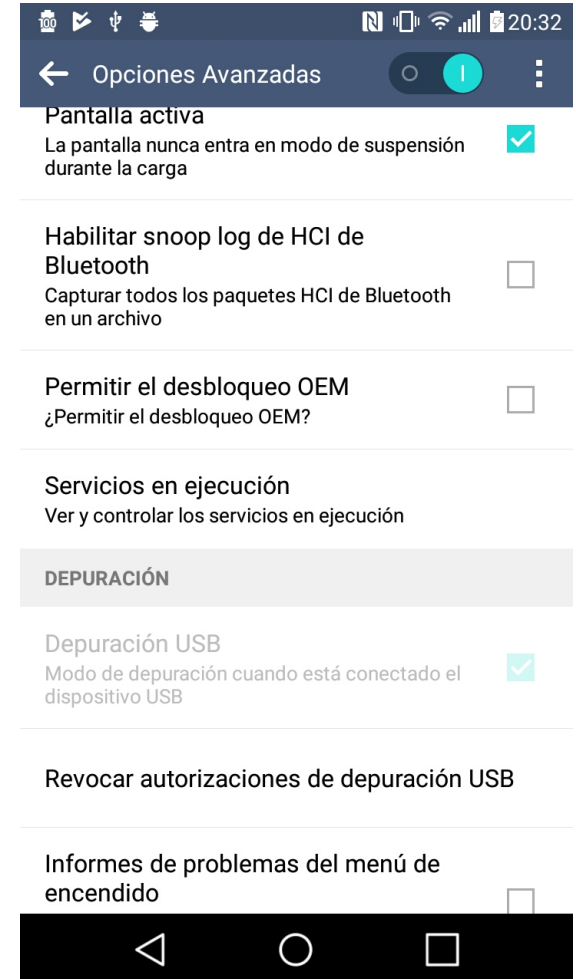 100
20:32
Opciones Avanzadas
Pantalla activa
La pantalla nunca entra en modo de suspensión
durante la carga
Habilitar snoop log de HCI de
Bluetooth
Capturar todos los paquetes HCI de Bluetooth
en un archivo
Permitir el desbloqueo OEM
¿Permitir el desbloqueo OEM?
Servicios en ejecución
Ver y controlar los servicios en ejecución
DEPURACIÓN
Depuración USB
Modo de depuración cuando está conectado el
dispositivo USB
Revocar autorizaciones de depuración USB
Informes de problemas del menú de
encendido